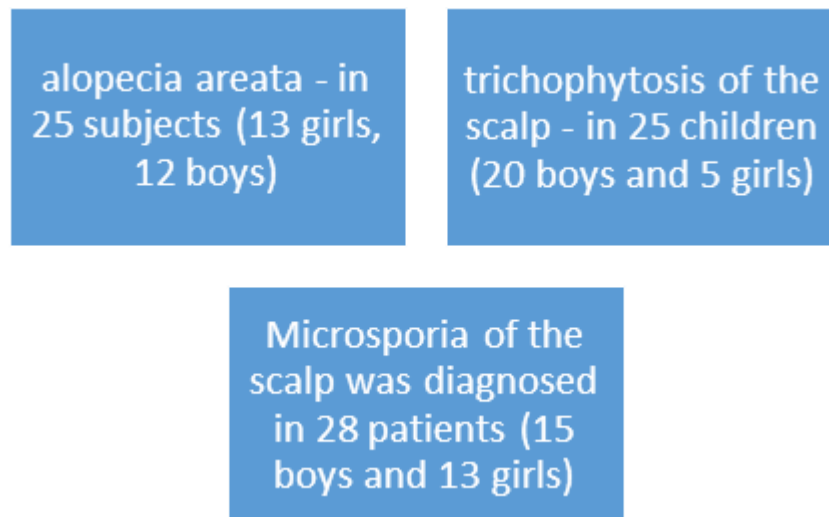 alopecia areata - in
25 subjects (13 girls,
12 boys)
trichophytosis of the
scalp - in 25 children
(20 boys and 5 girls)
Microsporia of the
scalp was diagnosed
in 28 patients (15
boys and 13 girls)